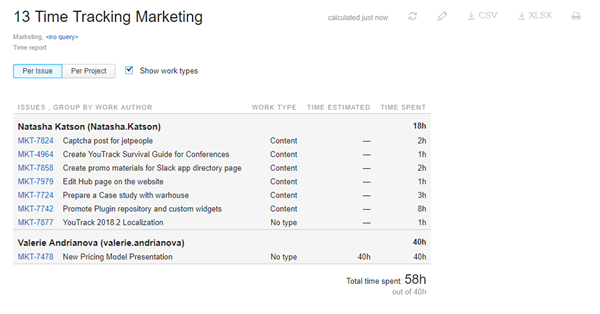 13 Time Tracking Marketing
calculated just now
CSV
XLSX
Marketing, <no query>
Time report
Per Issue
Per Project
Show work types
ISSUES , GROUP BY WORK AUTHOR WORK TYPE TIME ESTIMATED TIME SPENT
Natasha Katson (Natasha.Katson) 18h
MKT-7824 Captcha post for jetpeople Content — 2h
MKT-4964 Create YouTrack Survival Guide for Conferences Content — 1h
MKT-7858 Create promo materials for Slack app directory page Content — 2h
MKT-7979 Edit Hub page on the website Content — 1h
MKT-7724 Prepare a Case study with warhouse Content — 3h
MKT-7742 Promote Plugin repository and custom widgets Content — 8h
MKT-7877 YouTrack 2018.2 Localization No type — 1h
Valerie Andrianova (valerie.andrianova) 40h
MKT-7478 New Pricing Model Presentation No type 40h 40h
Total time spent: 58h
out of 40h